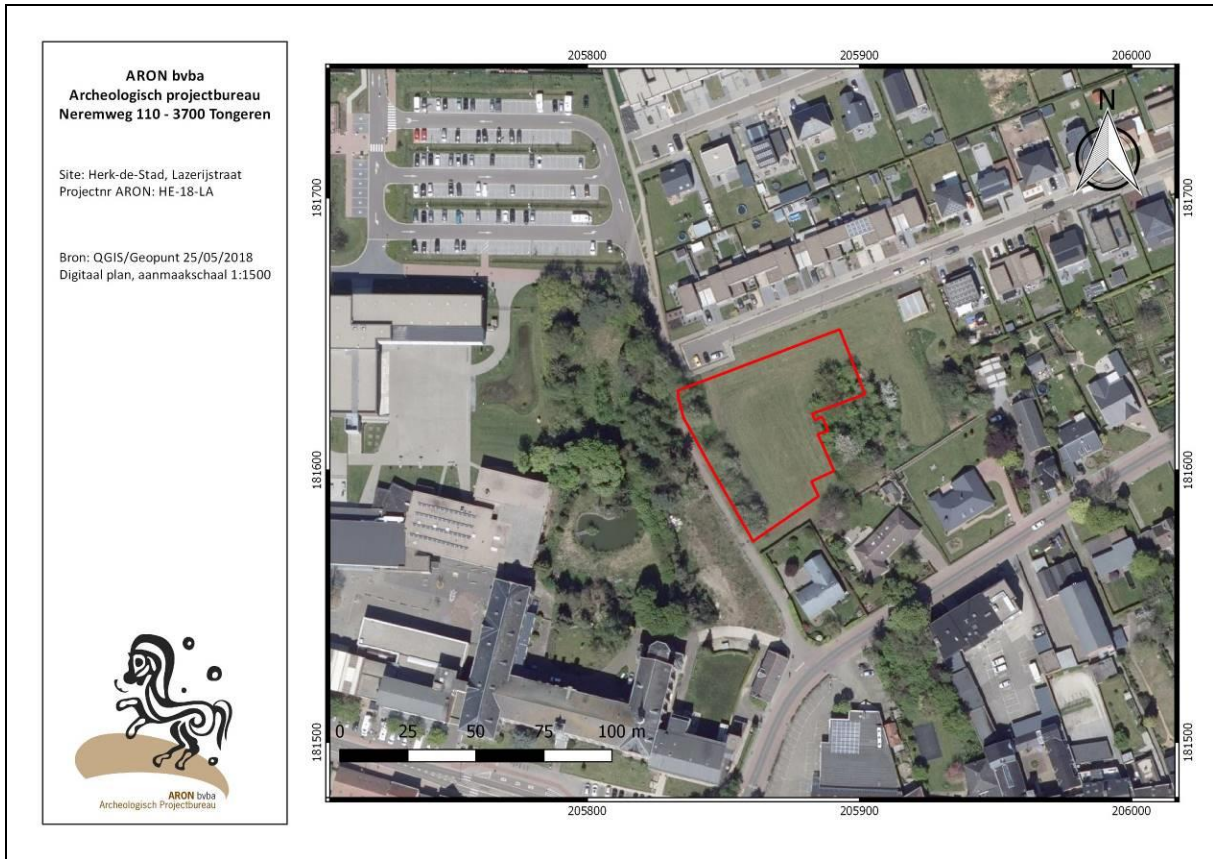 ARON bvba
Archeologisch projectbureau
Neremweg 110 - 3700 Tongeren
Site: Herk-de-Stad, Lazerijstraat
Projectnr ARON: HE-18-LA
Bron: QGIS/Geopunt 25/05/2018
Digitaal plan, aanmaakschaal 1:1500
ARON bvba
Archeologisch Projectbureau
205800 205900 206000
N
181700 181700
181600 181600
0 25 50 75 100 m
181500 181500
205800 205900 206000